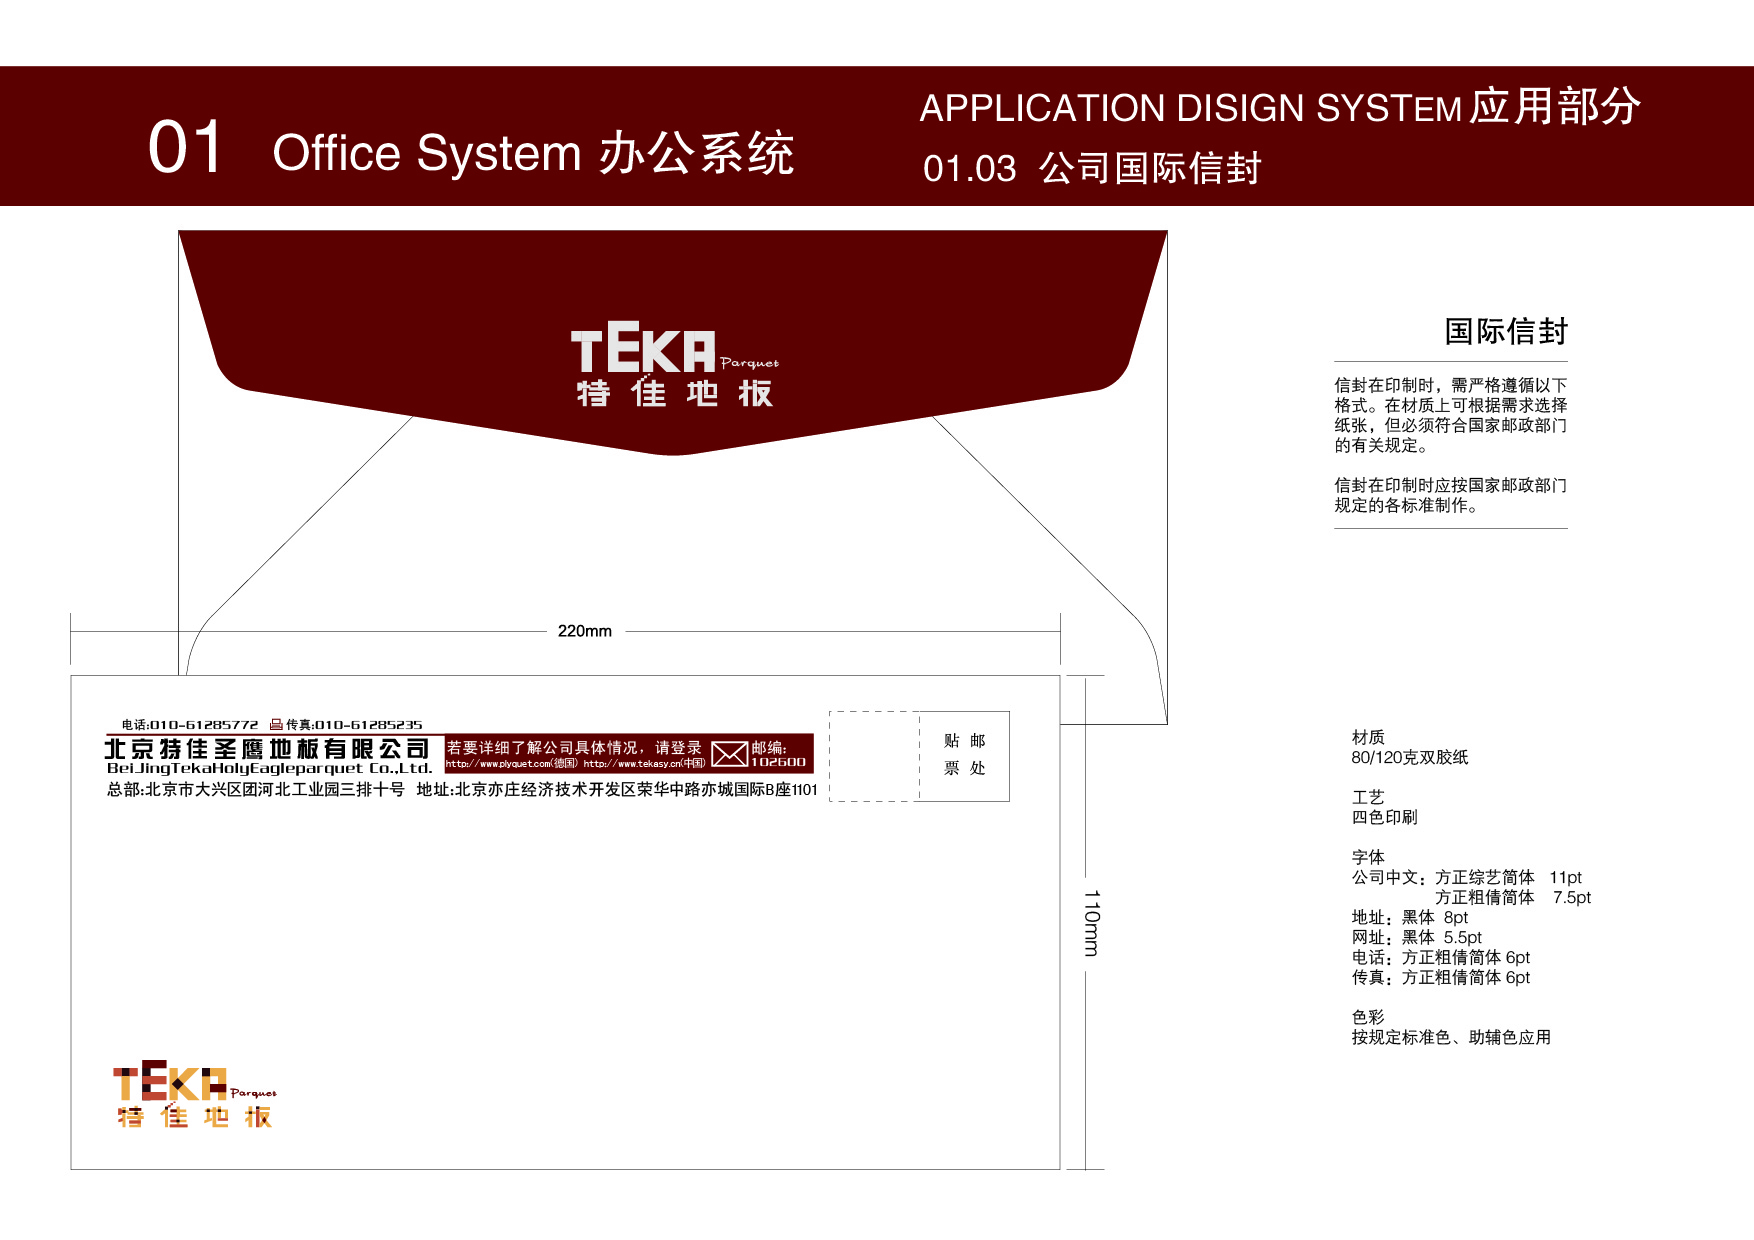 01 Office System 办公系统
APPLICATION DISIGN SYSTEM 应用部分
01.03 公司国际信封
TEKA Parquet
特佳地板
国际信封
信封在印制时，需严格遵循以下
格式。在材质上可根据需求选择
纸张，但必须符合国家邮政部门
的有关规定。
信封在印制时应按国家邮政部门
规定的各标准制作。
220mm
电话:010-61285772 传真:010-61285235
北京特佳圣鹰地板有限公司
BeiJingTekaHolyEagleparquet Co.,Ltd.
若要详细了解公司具体情况，请登录
http://www.plyquet.com(德国) http://www.tekasy.cn(中国)
邮编:
102600
总部:北京市大兴区团河北工业园三排十号 地址:北京亦庄经济技术开发区荣华中路亦城国际B座1101
贴 邮
票 处
110mm
TEKA Parquet
特佳地板
材质
80/120克双胶纸
工艺
四色印刷
字体
公司中文：方正综艺简体 11pt
方正粗倩简体 7.5pt
地址：黑体 8pt
网址：黑体 5.5pt
电话：方正粗倩简体 6pt
传真：方正粗倩简体 6pt
色彩
按规定标准色、助辅色应用